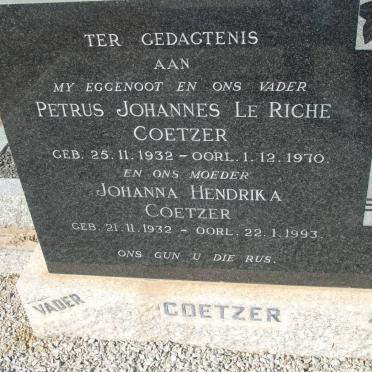 TER GEDAGTENIS
AAN
MY EGGENOOT EN ONS VADER
PETRUS JOHANNES LE RICHE
COETZER
GEB. 25.11.1932 – OORL. 1.12.1970.
EN ONS MOEDER
JOHANNA HENDRIKA
COETZER
GEB. 21.11.1932 – OORL. 22.1.1993.
ONS GUN U DIE RUS.
VADER
COETZER